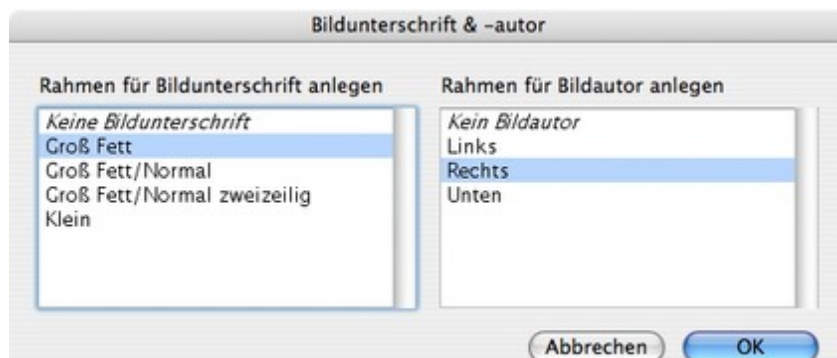 Bildunterschrift & -autor
Rahmen für Bildunterschrift anlegen
Keine Bildunterschrift
Groß Fett
Groß Fett/Normal
Groß Fett/Normal zweizeilig
Klein
Rahmen für Bildautor anlegen
Kein Bildautor
Links
Rechts
Unten
Abbrechen
OK